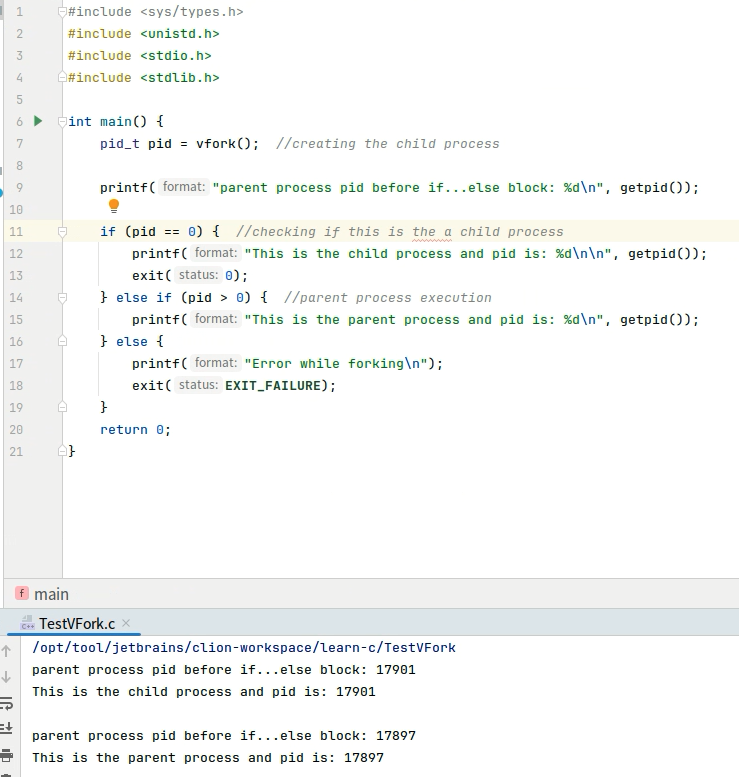 1 #include <sys/types.h>
2 #include <unistd.h>
3 #include <stdio.h>
4 #include <stdlib.h>
5
6 int main() {
7 pid_t pid = vfork();  //creating the child process
8
9 printf( format: "parent process pid before if...else block: %d\n", getpid());
10
11 if (pid == 0) {  //checking if this is the a child process
12 printf( format: "This is the child process and pid is: %d\n\n", getpid());
13 exit( status: 0);
14 } else if (pid > 0) {  //parent process execution
15 printf( format: "This is the parent process and pid is: %d\n", getpid());
16 } else {
17 printf( format: "Error while forking\n");
18 exit( status: EXIT_FAILURE);
19 }
20 return 0;
21 }
f main
C++ TestVFork.c ×
/opt/tool/jetbrains/clion-workspace/learn-c/TestVFork
parent process pid before if...else block: 17901
This is the child process and pid is: 17901
parent process pid before if...else block: 17897
This is the parent process and pid is: 17897